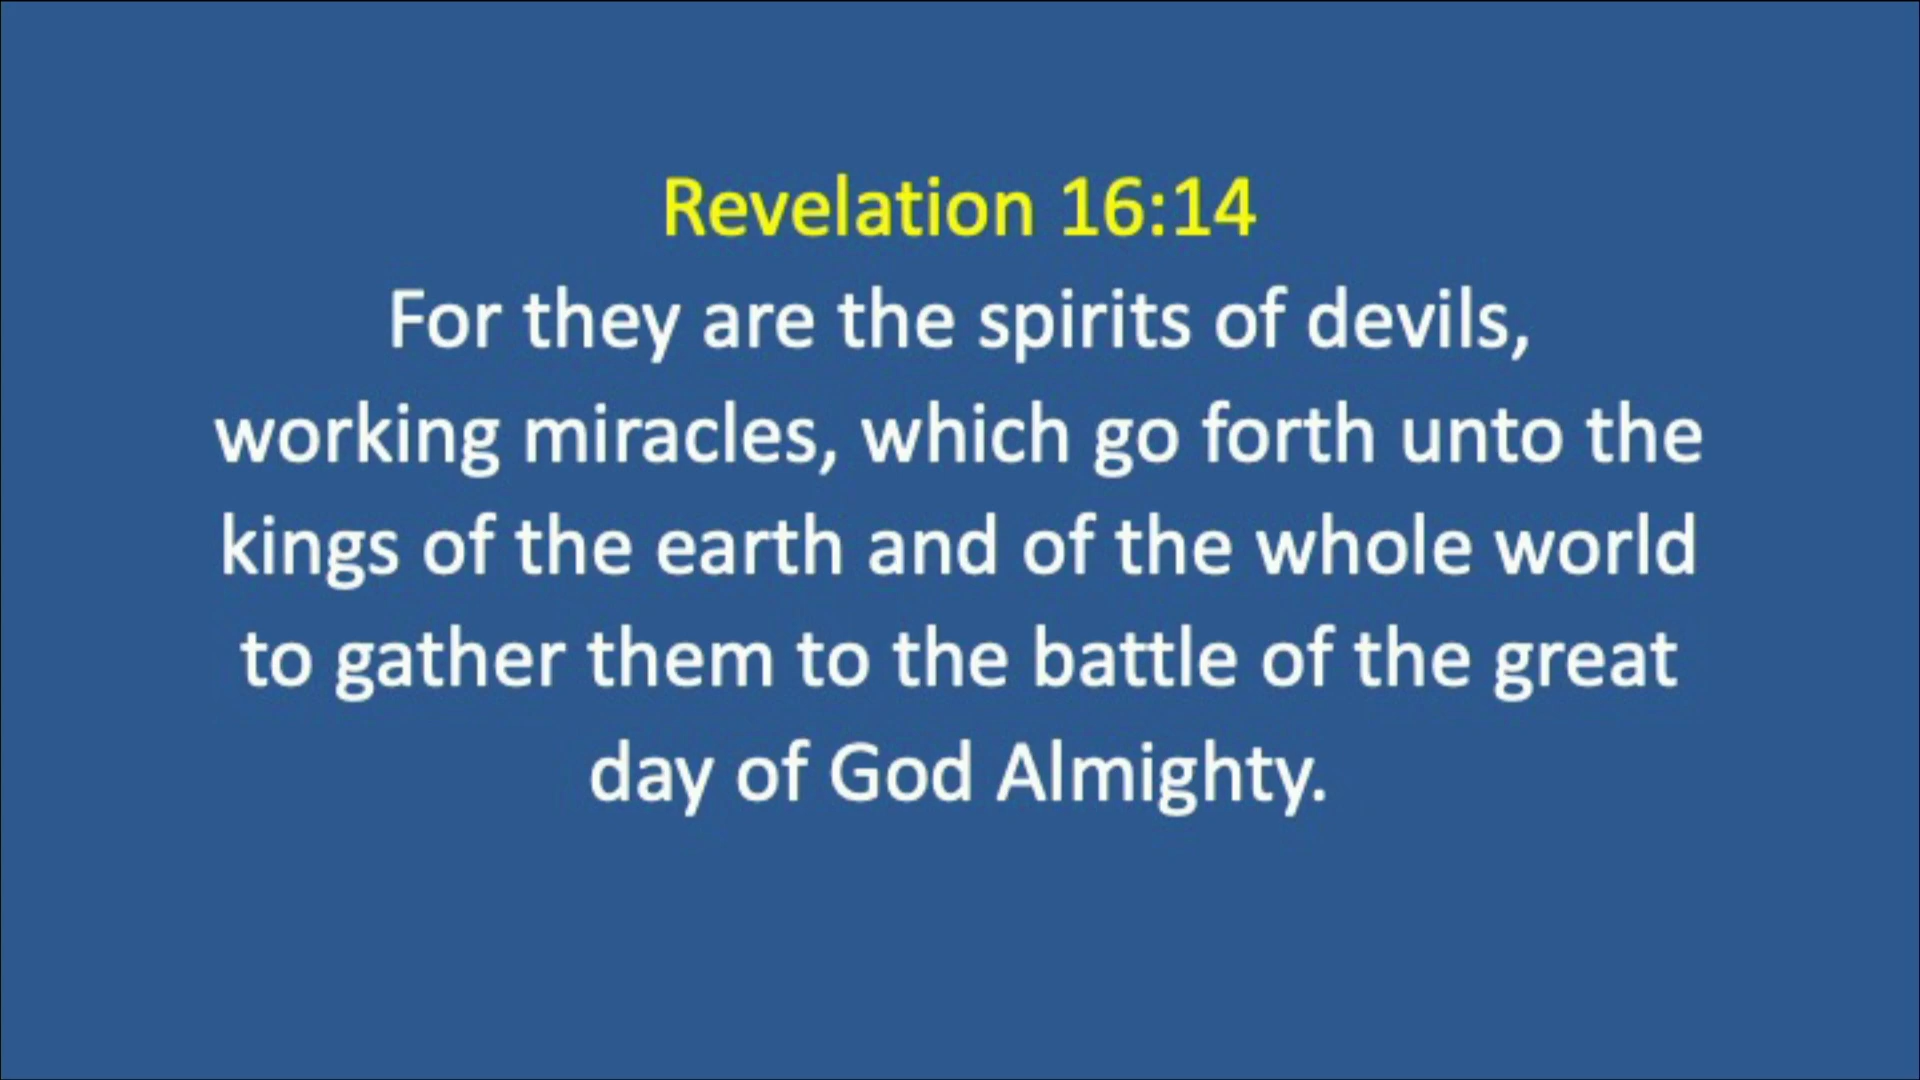 Revelation 16:14
For they are the spirits of devils,
working miracles, which go forth unto the
kings of the earth and of the whole world
to gather them to the battle of the great
day of God Almighty.